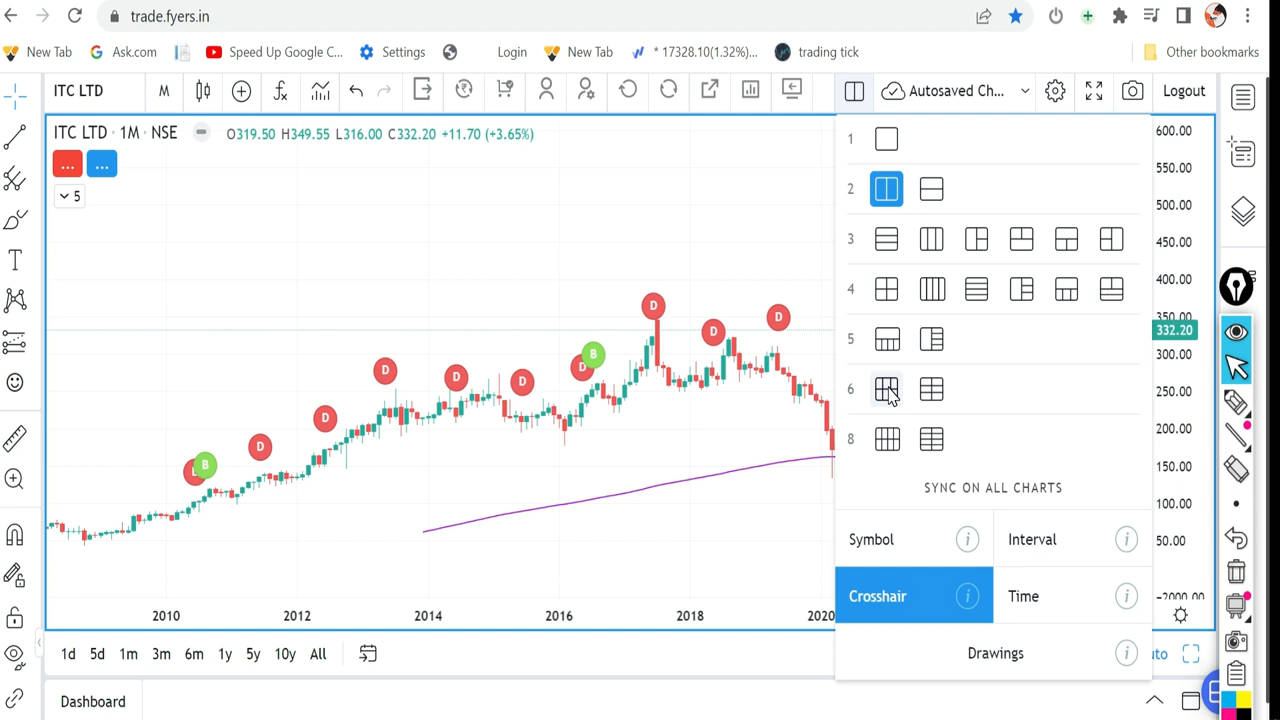 trade.fyers.in
New Tab
Ask.com
Speed Up Google C...
Settings
Login
New Tab
* 17328.10(1.32%)...
trading tick
Other bookmarks
ITC LTD
M
Autosaved Ch...
Logout
ITC LTD · 1M · NSE
O319.50 H349.55 L316.00 C332.20 +11.70 (+3.65%)
...
...
5
1
2
3
4
5
6
8
SYNC ON ALL CHARTS
Symbol
Interval
Crosshair
Time
Drawings
600.00
550.00
500.00
450.00
400.00
350.00
332.20
300.00
250.00
200.00
150.00
100.00
50.00
D
D
D
D
D
D
B
D
D
D
B
2010
2012
2014
2016
2018
2020
1d 5d 1m 3m 6m 1y 5y 10y All
Dashboard